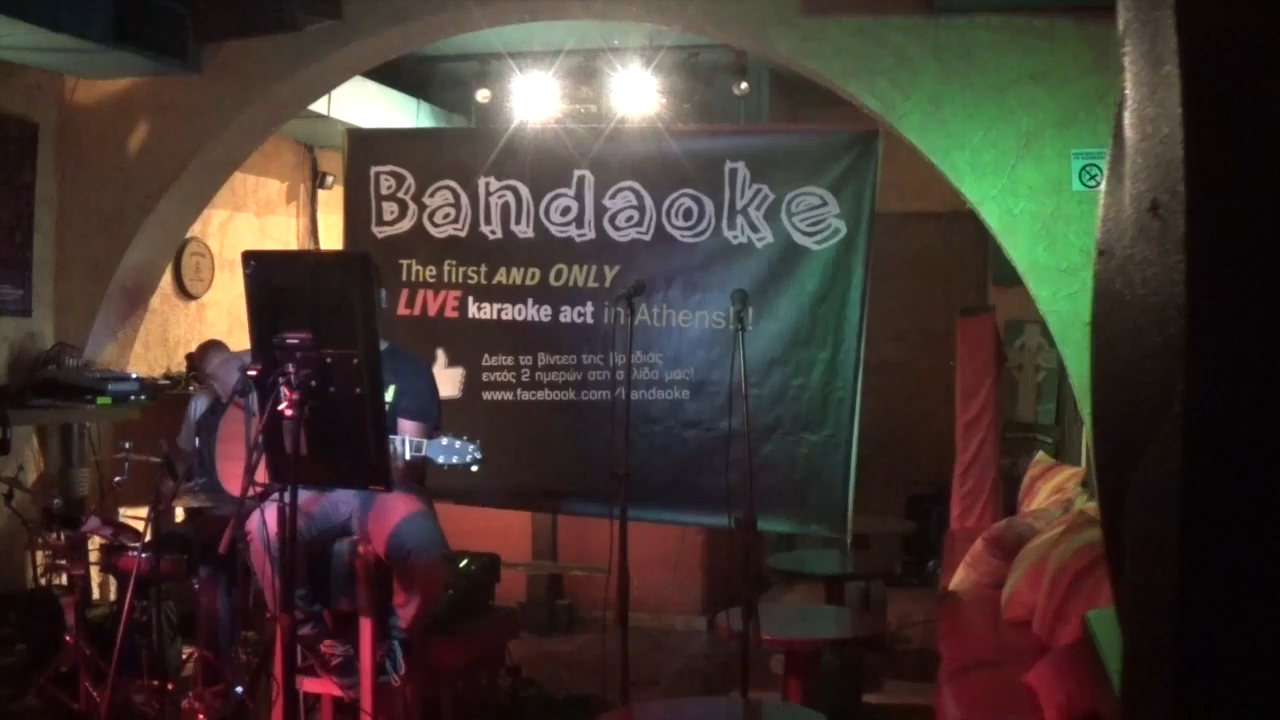 Bandaoke
The first AND ONLY
LIVE karaoke act in Athens!!!
Δείτε τα βίντεο της βραδιάς
εντός 2 ημερών στη σελίδα μας!
www.facebook.com/bandaoke